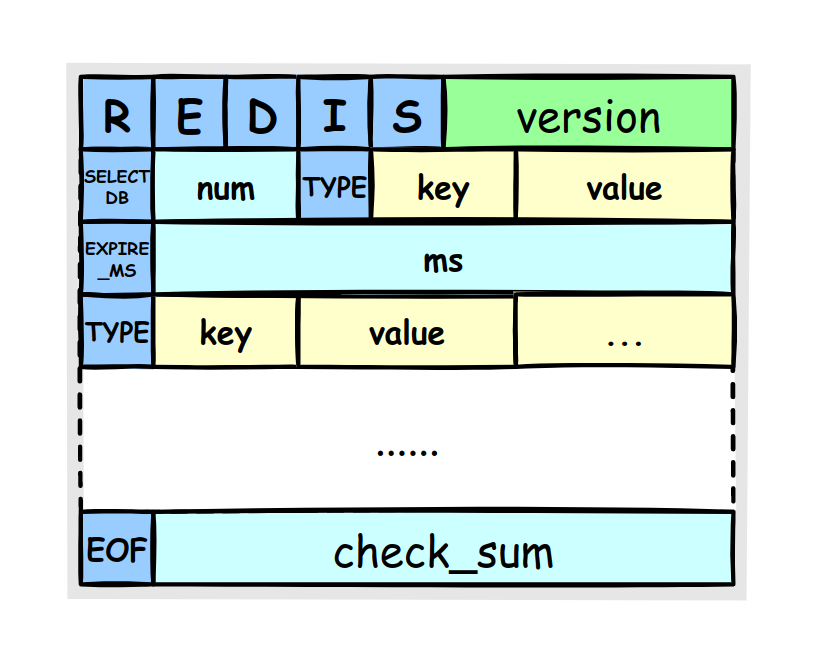 R E D I S version
SELECT
DB
num TYPE key value
EXPIRE
_MS
ms
TYPE key value ...
......
EOF check_sum